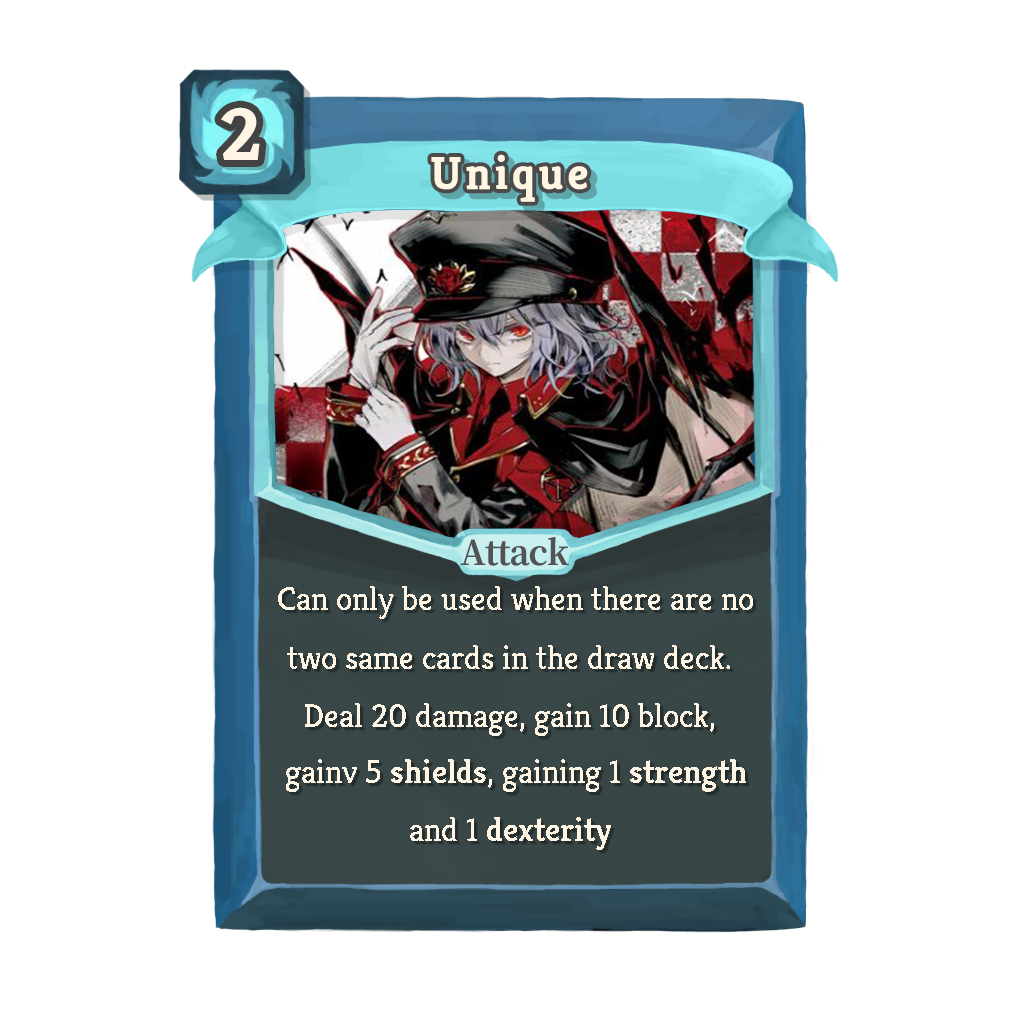 2
Unique
Attack
Can only be used when there are no
two same cards in the draw deck.
Deal 20 damage, gain 10 block,
gainv 5 shields, gaining 1 strength
and 1 dexterity